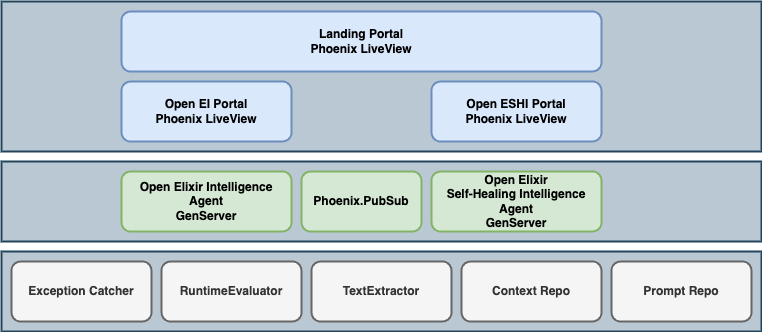 Landing Portal
Phoenix LiveView
Open EI Portal
Phoenix LiveView
Open ESHI Portal
Phoenix LiveView
Open Elixir Intelligence
Agent
GenServer
Phoenix.PubSub
Open Elixir
Self-Healing Intelligence
Agent
GenServer
Exception Catcher
RuntimeEvaluator
TextExtractor
Context Repo
Prompt Repo